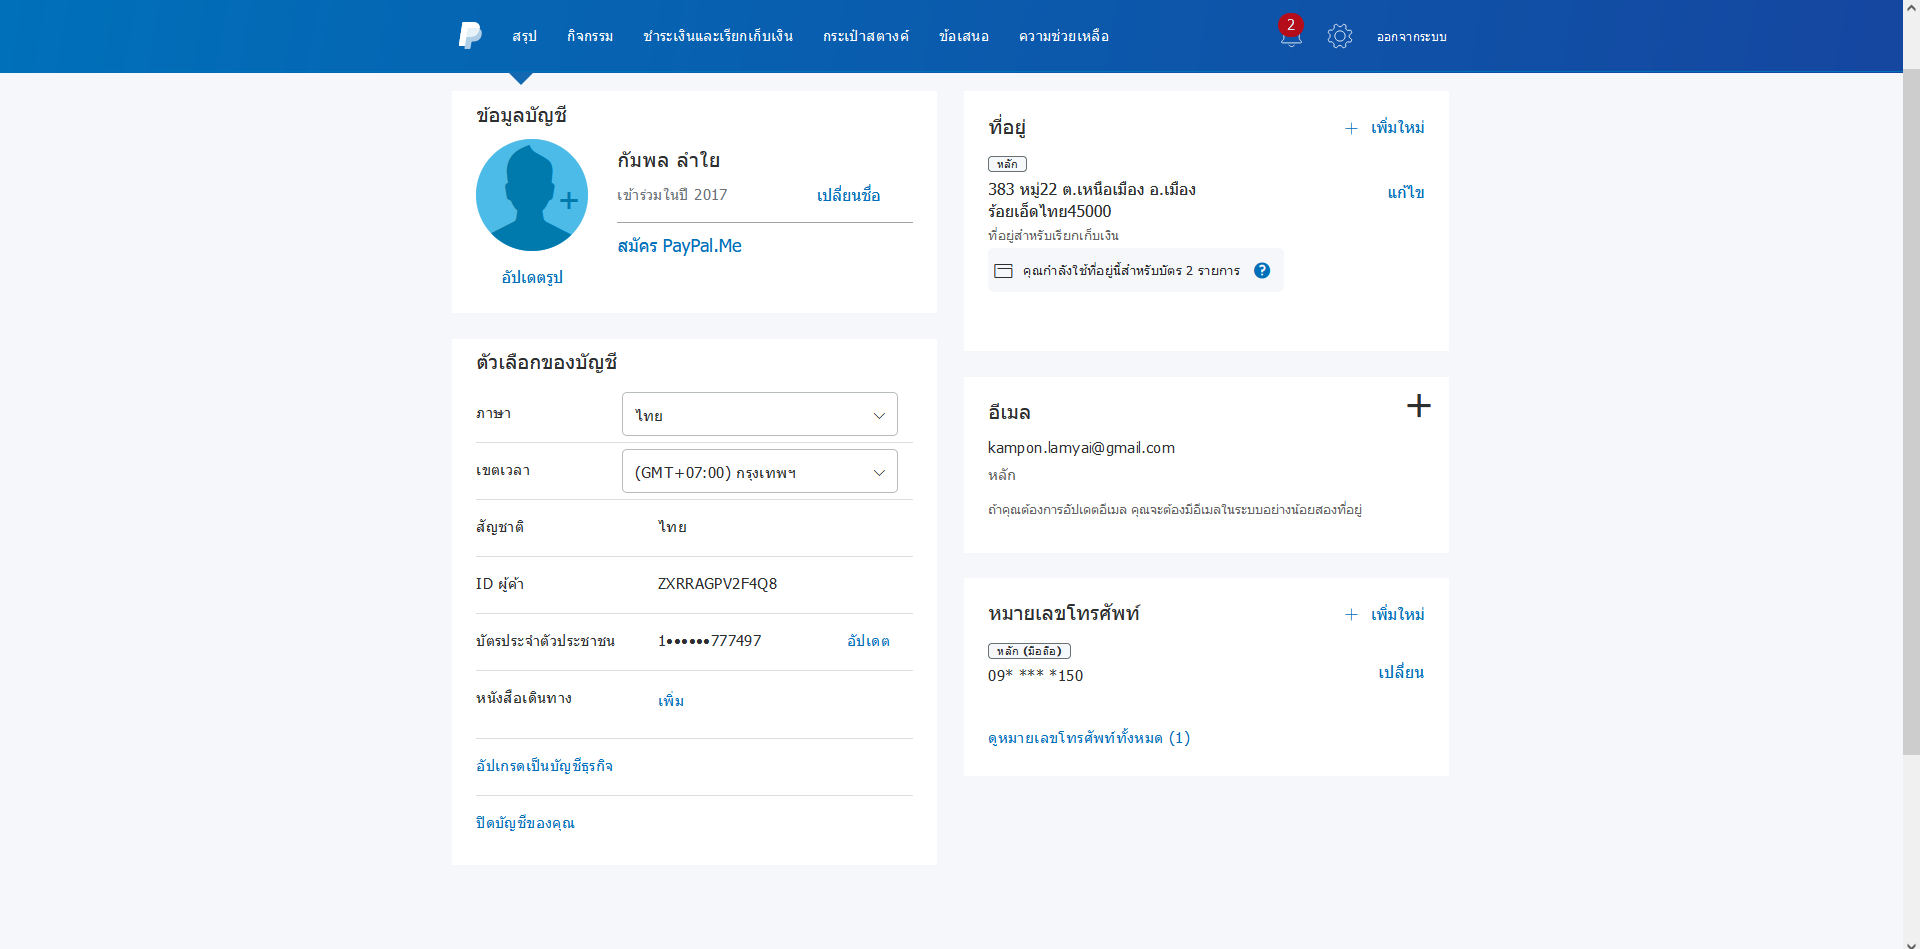 สรุป กิจกรรม ชำระเงินและเรียกเก็บเงิน กระเป๋าสตางค์ ข้อเสนอ ความช่วยเหลือ 2 ออกจากระบบ
ข้อมูลบัญชี
กัมพล ลำใย
เข้าร่วมในปี 2017 เปลี่ยนชื่อ
สมัคร PayPal.Me
อัปเดตรูป
ตัวเลือกของบัญชี
ภาษา ไทย
เขตเวลา (GMT+07:00) กรุงเทพฯ
สัญชาติ ไทย
ID ผู้ค้า ZXRRAGPV2F4Q8
บัตรประจำตัวประชาชน 1••••••777497 อัปเดต
หนังสือเดินทาง เพิ่ม
อัปเกรดเป็นบัญชีธุรกิจ
ปิดบัญชีของคุณ
ที่อยู่ + เพิ่มใหม่
หลัก
383 หมู่22 ต.เหนือเมือง อ.เมือง แก้ไข
ร้อยเอ็ดไทย45000
ที่อยู่สำหรับเรียกเก็บเงิน
คุณกำลังใช้ที่อยู่นี้สำหรับบัตร 2 รายการ ?
อีเมล +
kampon.lamyai@gmail.com
หลัก
ถ้าคุณต้องการอัปเดตอีเมล คุณจะต้องมีอีเมลในระบบอย่างน้อยสองที่อยู่
หมายเลขโทรศัพท์ + เพิ่มใหม่
หลัก (มือถือ)
09* *** *150 เปลี่ยน
ดูหมายเลขโทรศัพท์ทั้งหมด (1)